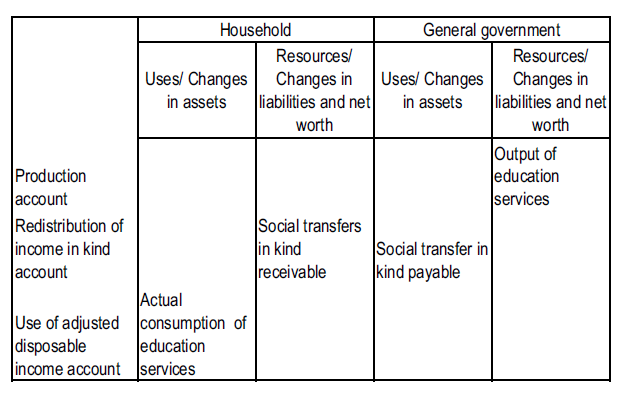 Household
General government
Uses/ Changes
in assets
Resources/
Changes in
liabilities and net
worth
Uses/ Changes
in assets
Resources/
Changes in
liabilities and net
worth
Production
account
Output of
education
services
Redistribution of
income in kind
account
Social transfers
in kind
receivable
Social transfer in
kind payable
Use of adjusted
disposable
income account
Actual
consumption of
education
services